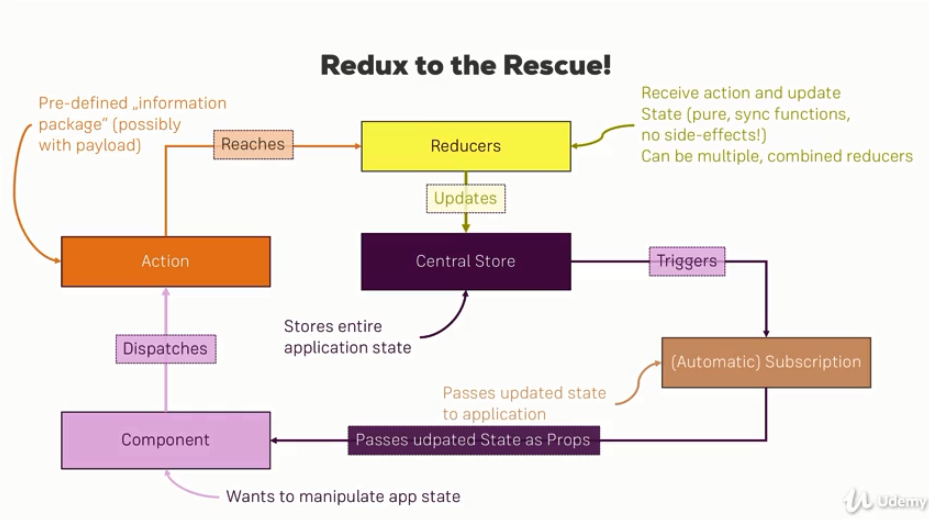 Redux to the Rescue!
Pre-defined „information
package“ (possibly
with payload)
Reaches
Reducers
Receive action and update
State (pure, sync functions,
no side-effects!)
Can be multiple, combined reducers
Updates
Action
Central Store
Triggers
Stores entire
application state
Dispatches
(Automatic) Subscription
Passes updated state
to application
Component
Passes udpated State as Props
Wants to manipulate app state
Udemy